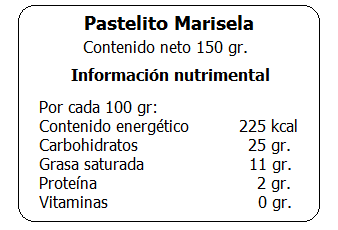 Pastelito Marisela
Contenido neto 150 gr.
Información nutrimental
Por cada 100 gr:
Contenido energético 225 kcal
Carbohidratos 25 gr.
Grasa saturada 11 gr.
Proteína 2 gr.
Vitaminas 0 gr.